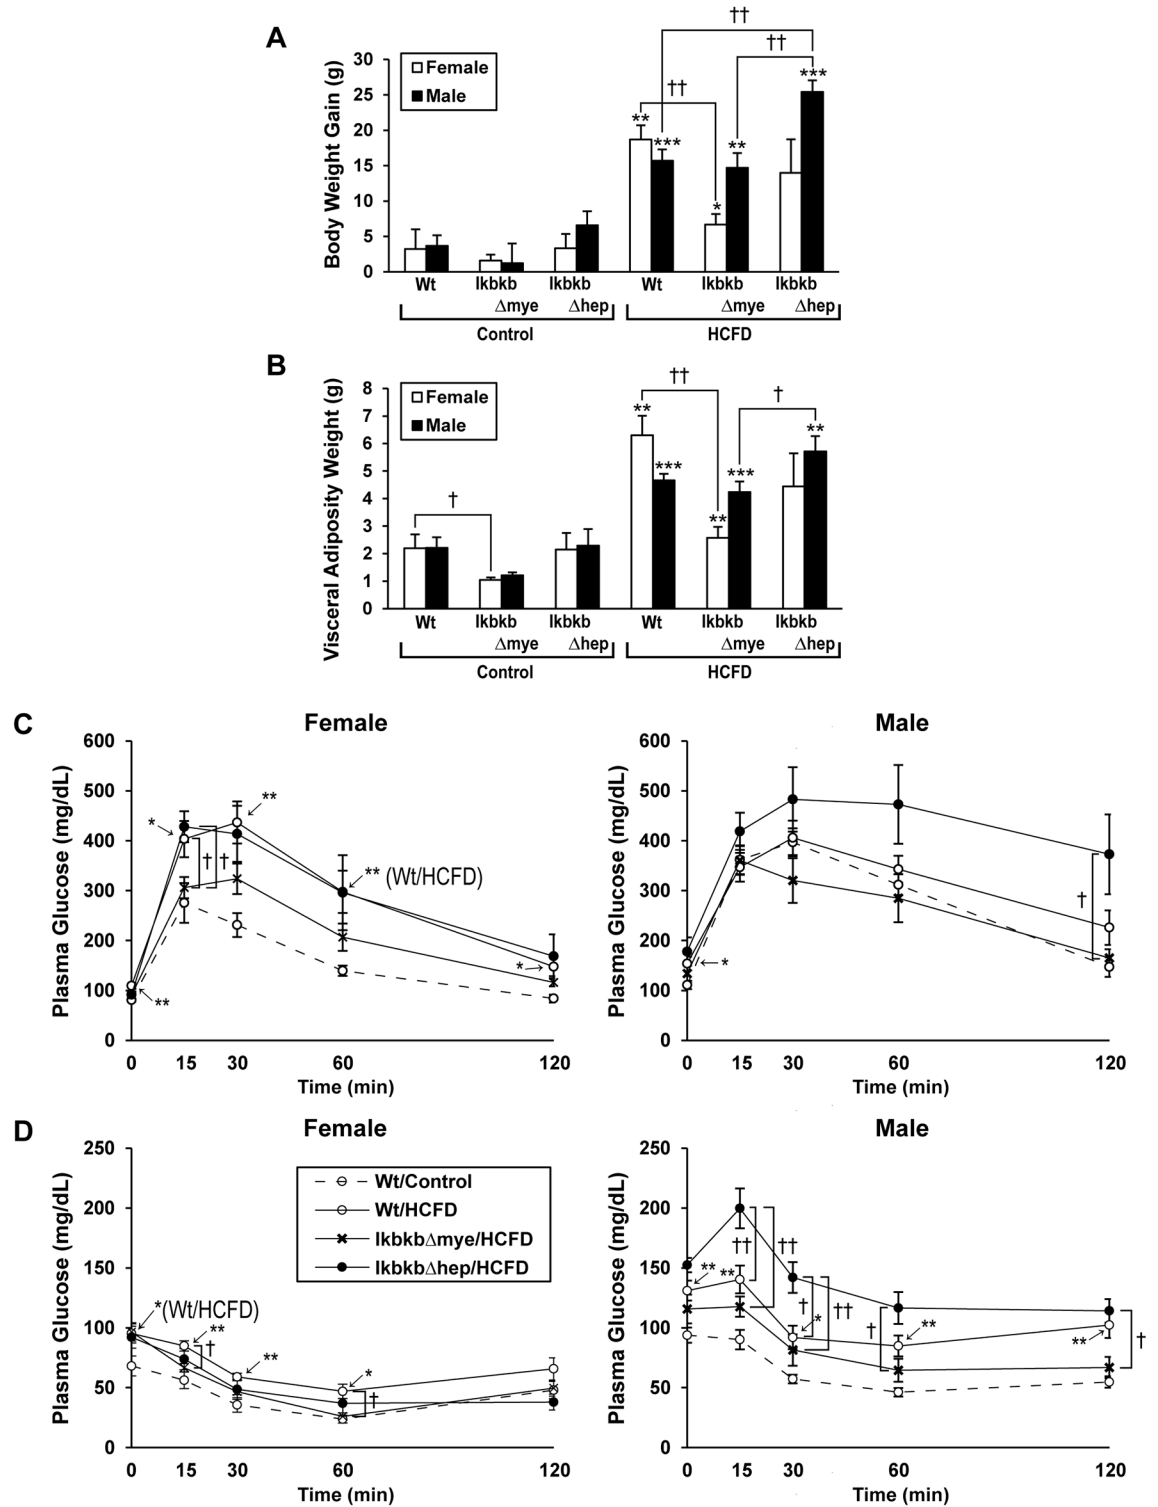 A
Body Weight Gain (g)
30
25
20
15
10
5
0
Female
Male
††
††
††
** *** * ** ***
Wt Ikbkb Ikbkb Wt Ikbkb Ikbkb
Δmye Δhep Δmye Δhep
Control HCFD
B
Visceral Adiposity Weight (g)
8
7
6
5
4
3
2
1
0
Female
Male
†
††
†
** *** ** *** **
Wt Ikbkb Ikbkb Wt Ikbkb Ikbkb
Δmye Δhep Δmye Δhep
Control HCFD
C
Female
Plasma Glucose (mg/dL)
600
500
400
300
200
100
0
*
**
† †
** (Wt/HCFD)
*
**
0 15 30 60 120
Time (min)
Male
Plasma Glucose (mg/dL)
600
500
400
300
200
100
0
*
†
0 15 30 60 120
Time (min)
D
Female
Plasma Glucose (mg/dL)
250
200
150
100
50
0
Wt/Control
Wt/HCFD
IkbkbΔmye/HCFD
IkbkbΔhep/HCFD
*(Wt/HCFD)
**
†
**
*
†
0 15 30 60 120
Time (min)
Male
Plasma Glucose (mg/dL)
250
200
150
100
50
0
†† ††
** **
† * ††
† **
** †
0 15 30 60 120
Time (min)